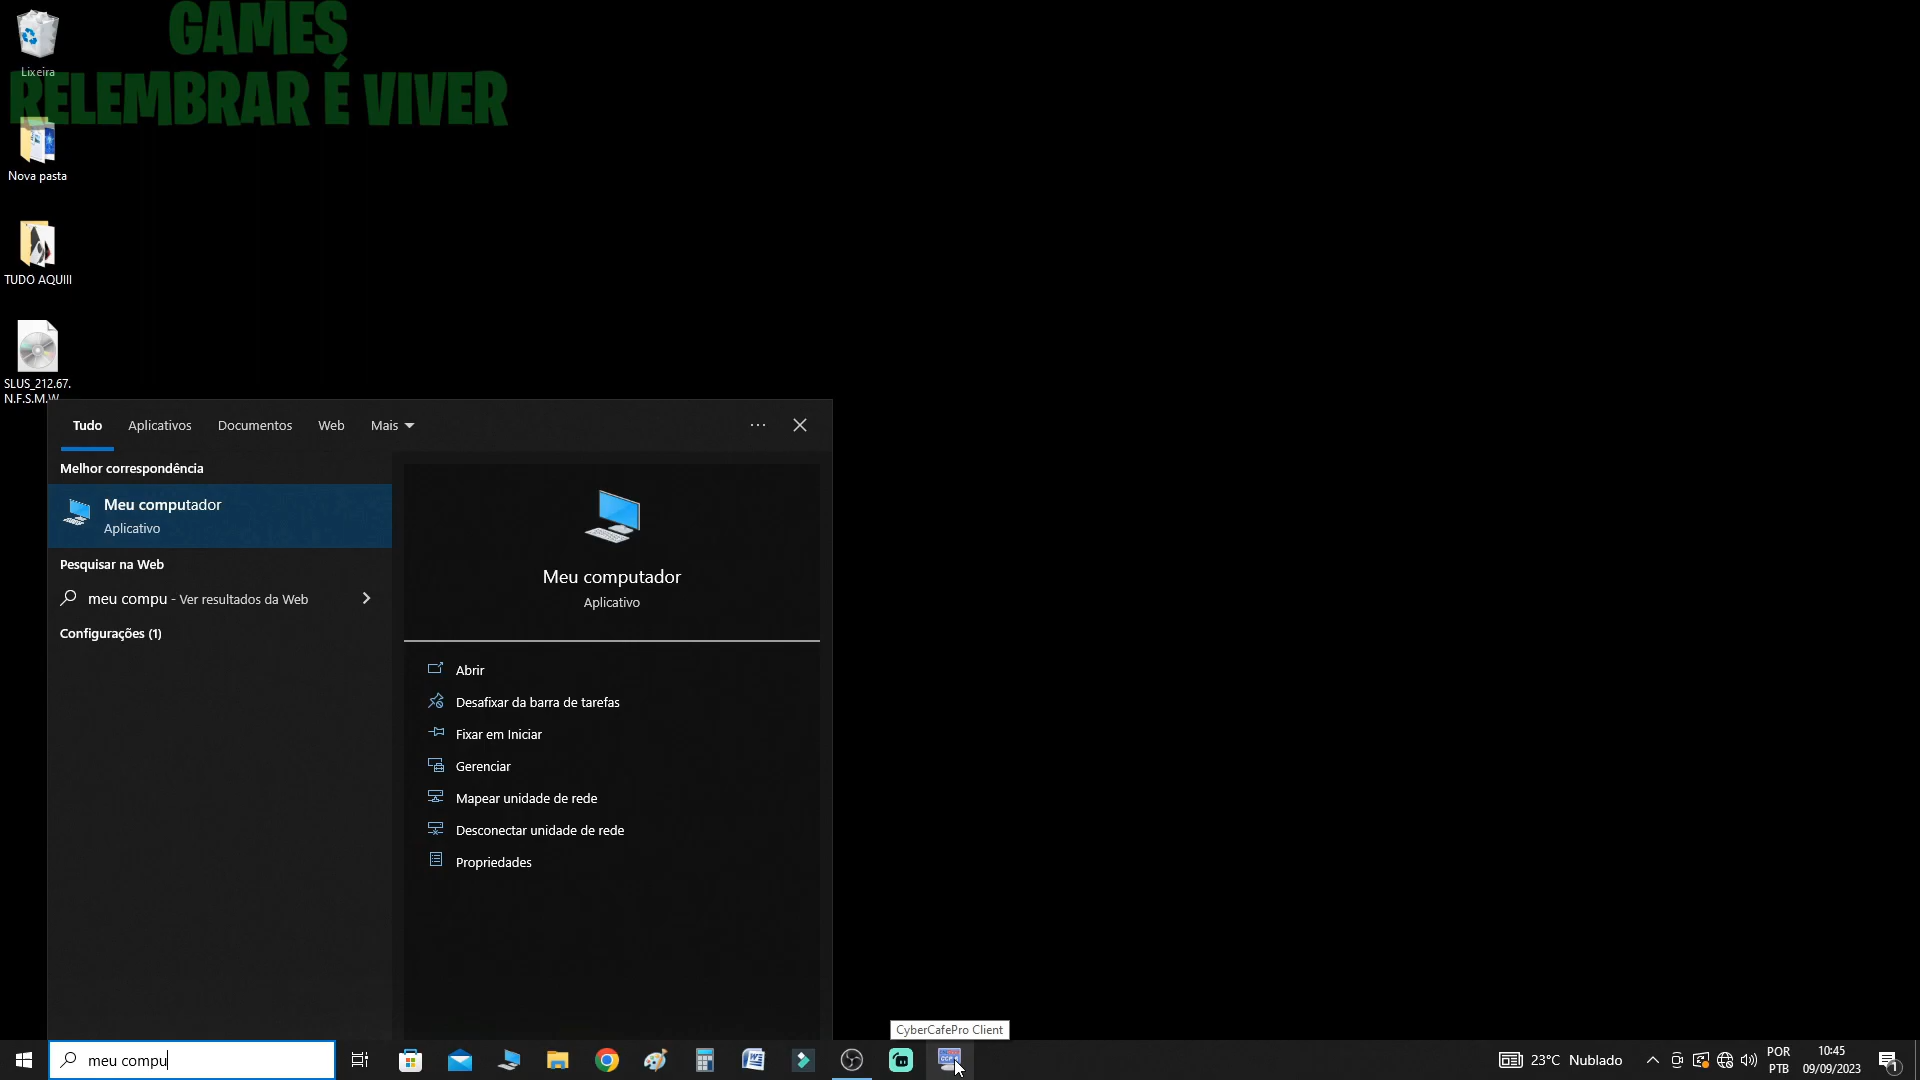 GAMES
RELEMBRAR É VIVER
Lixeira
Nova pasta
TUDO AQUIII
SLUS_212.67.
N.F.S.M.W
Tudo
Aplicativos
Documentos
Web
Mais
Melhor correspondência
Meu computador
Aplicativo
Pesquisar na Web
meu compu - Ver resultados da Web
Configurações (1)
Meu computador
Aplicativo
Abrir
Desafixar da barra de tarefas
Fixar em Iniciar
Gerenciar
Mapear unidade de rede
Desconectar unidade de rede
Propriedades
CyberCafePro Client
meu compu
23°C Nublado
POR
PTB
10:45
09/09/2023
1